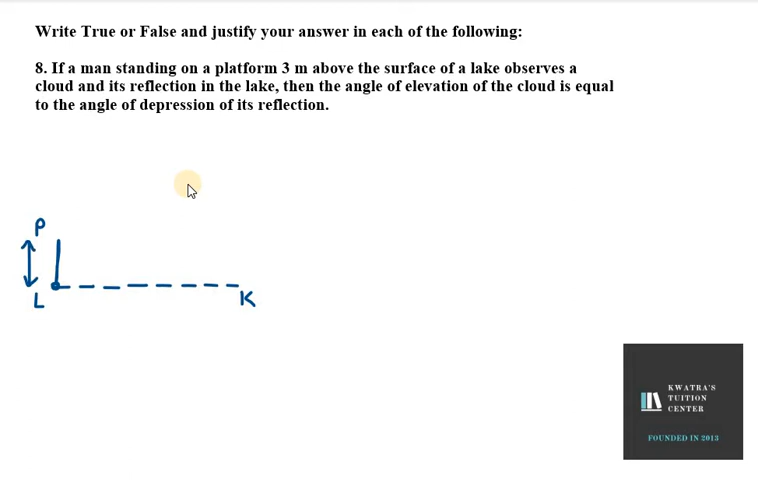 Write True or False and justify your answer in each of the following:
8. If a man standing on a platform 3 m above the surface of a lake observes a
cloud and its reflection in the lake, then the angle of elevation of the cloud is equal
to the angle of depression of its reflection.
P
L
K
KWATRA'S
TUITION
CENTER
FOUNDED IN 2013